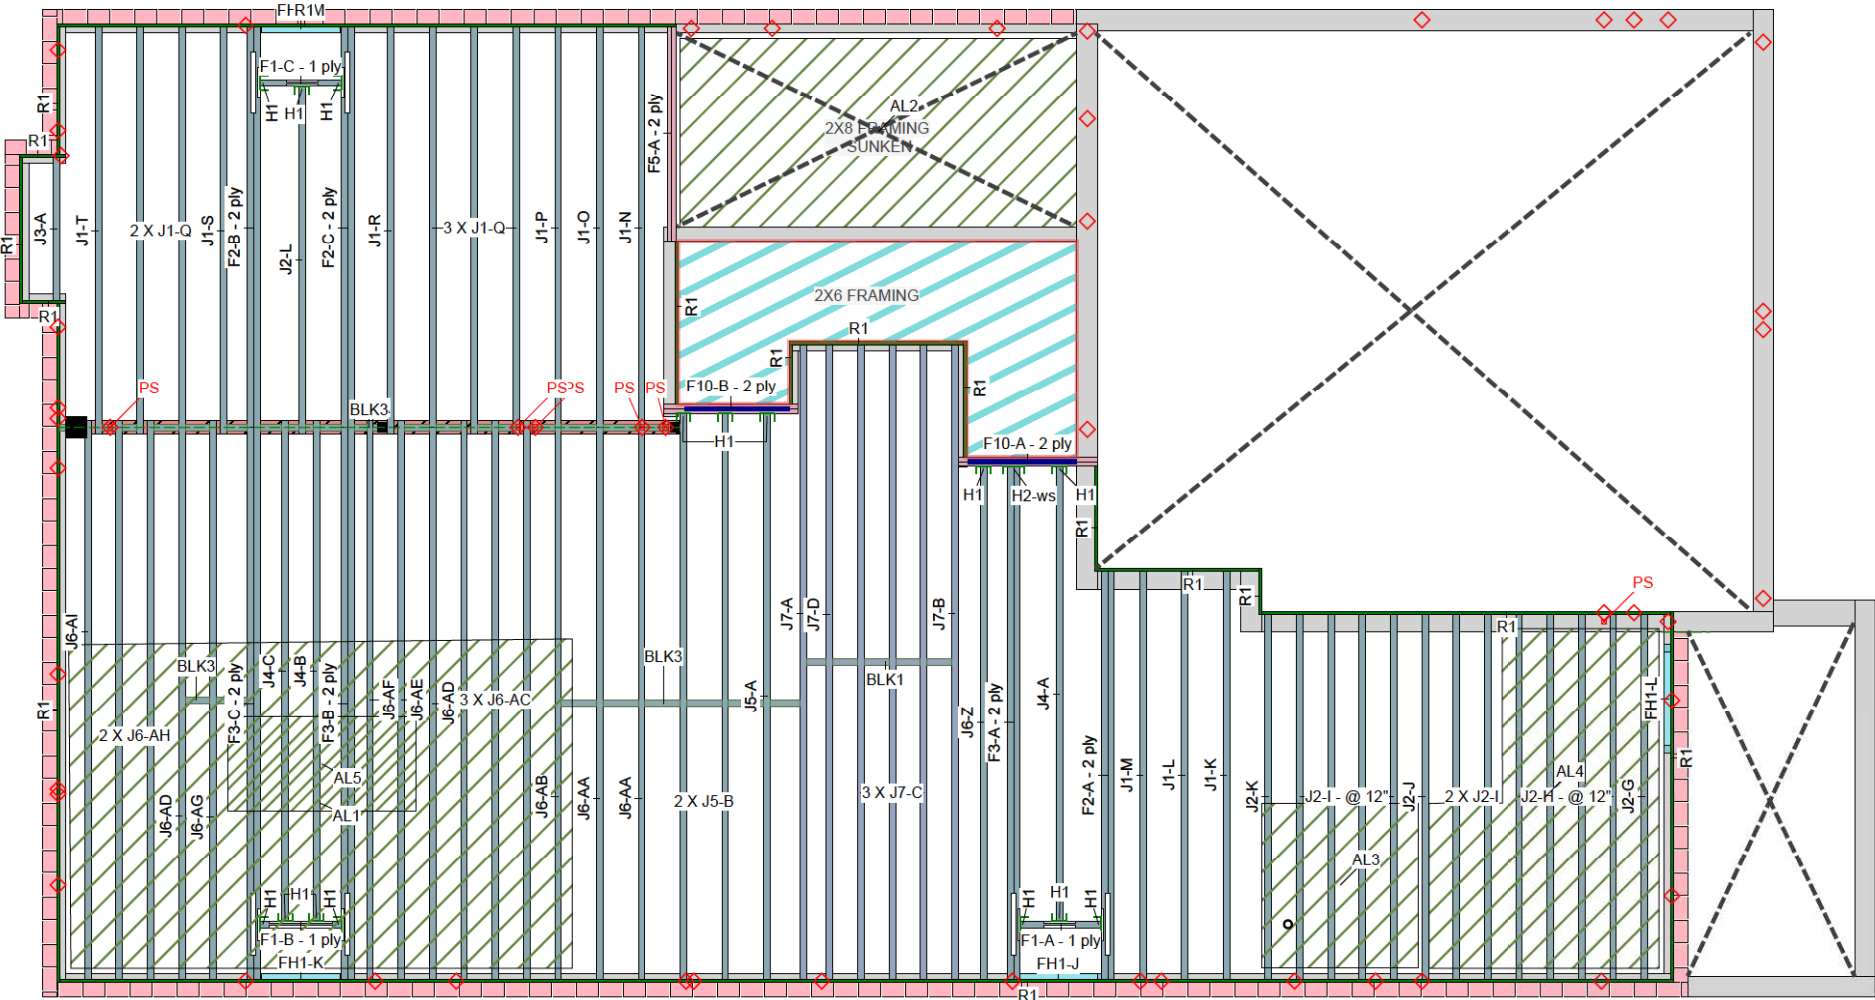 F1-C - 1 ply
H1
H1
H1
R1
R1
R1
R1
J3-A
J1-T
2 X J1-Q
J1-S
F2-B - 2 ply
J2-L
F2-C - 2 ply
J1-R
3 X J1-Q
J1-P
J1-O
J1-N
F5-A - 2 ply
AL2
2X8 FRAMING
SUNKEN
2X6 FRAMING
R1
R1
R1
R1
PS
BLK3
PS
PS
PS
PS
F10-B - 2 ply
H1
F10-A - 2 ply
H1
H2-ws
H1
R1
R1
R1
PS
R1
J6-AI
BLK3
F3-C - 2 ply
J4-C
J4-B
F3-B - 2 ply
J6-AF
J6-AE
J6-AD
3 X J6-AC
BLK3
J5-A
J7-A
J7-D
J7-B
BLK1
J6-Z
F3-A - 2 ply
J4-A
FH1-L
R1
R1
2 X J6-AH
AL5
AL1
J6-AD
J6-AG
J6-AB
J6-AA
J6-AA
2 X J5-B
3 X J7-C
F2-A - 2 ply
J1-M
J1-L
J1-K
J2-K
J2-I - @ 12"
J2-J
2 X J2-I
AL4
J2-H - @ 12"
J2-G
AL3
H1
H1
H1
F1-B - 1 ply
FH1-K
H1
H1
H1
F1-A - 1 ply
FH1-J
R1